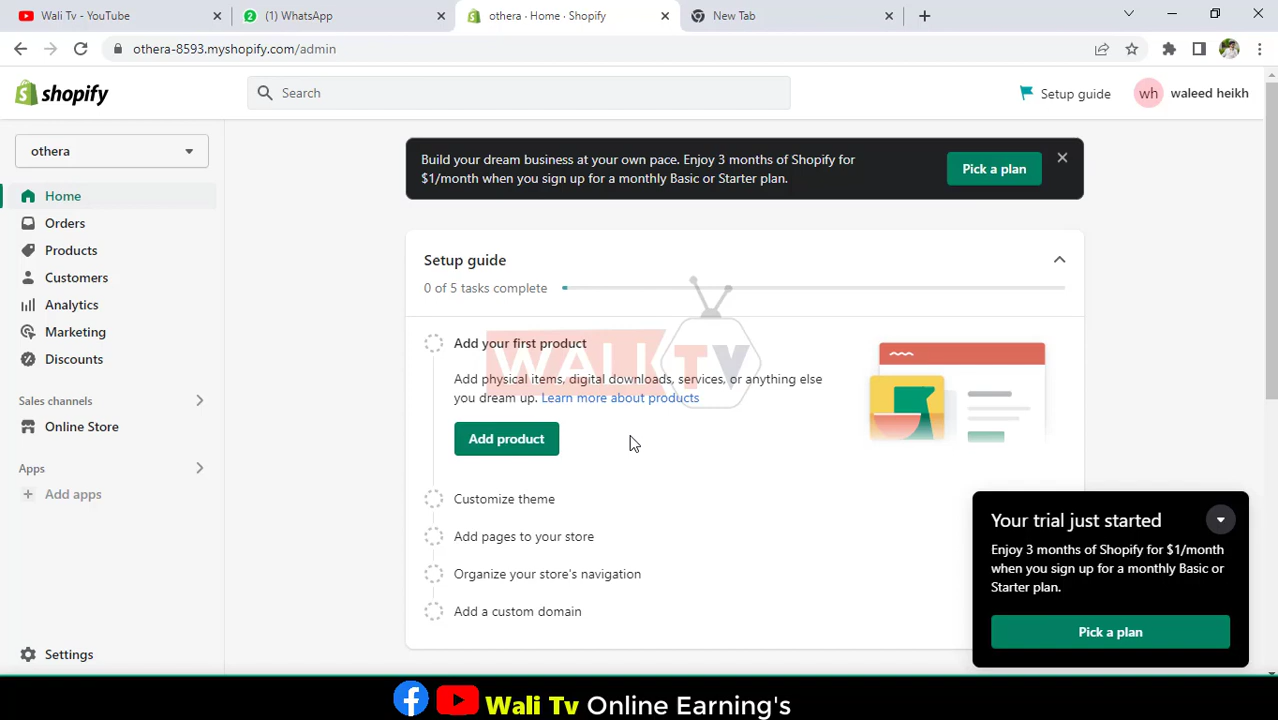 Wali Tv - YouTube
(1) WhatsApp
othera · Home · Shopify
New Tab
othera-8593.myshopify.com/admin
shopify
Search
Setup guide
wh
waleed heikh
othera
Home
Orders
Products
Customers
Analytics
Marketing
Discounts
Sales channels
Online Store
Apps
Add apps
Settings
Build your dream business at your own pace. Enjoy 3 months of Shopify for
$1/month when you sign up for a monthly Basic or Starter plan.
Pick a plan
Setup guide
0 of 5 tasks complete
Add your first product
WALI TV
Add physical items, digital downloads, services, or anything else
you dream up. Learn more about products
Add product
Customize theme
Add pages to your store
Organize your store's navigation
Add a custom domain
Your trial just started
Enjoy 3 months of Shopify for $1/month
when you sign up for a monthly Basic or
Starter plan.
Pick a plan
Wali Tv Online Earning's